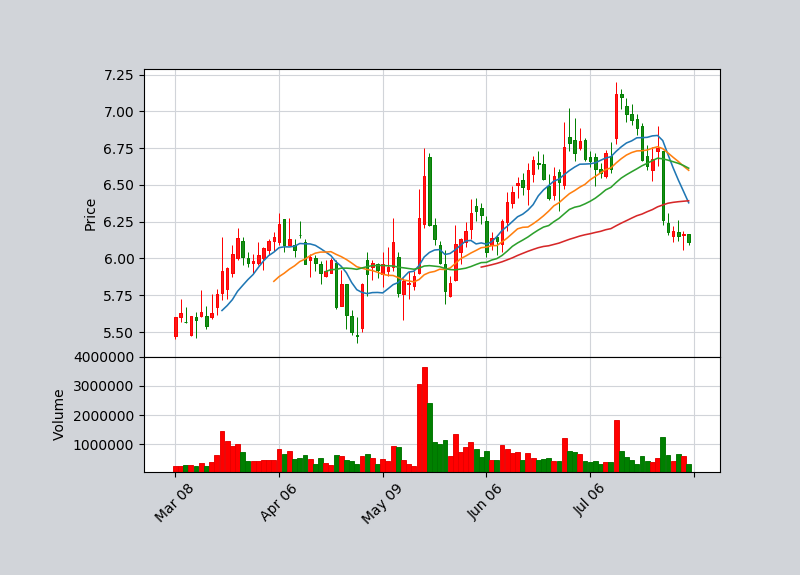 7.25
7.00
6.75
6.50
6.25
6.00
5.75
5.50
Price
4000000
3000000
2000000
1000000
Volume
Mar 08
Apr 06
May 09
Jun 06
Jul 06